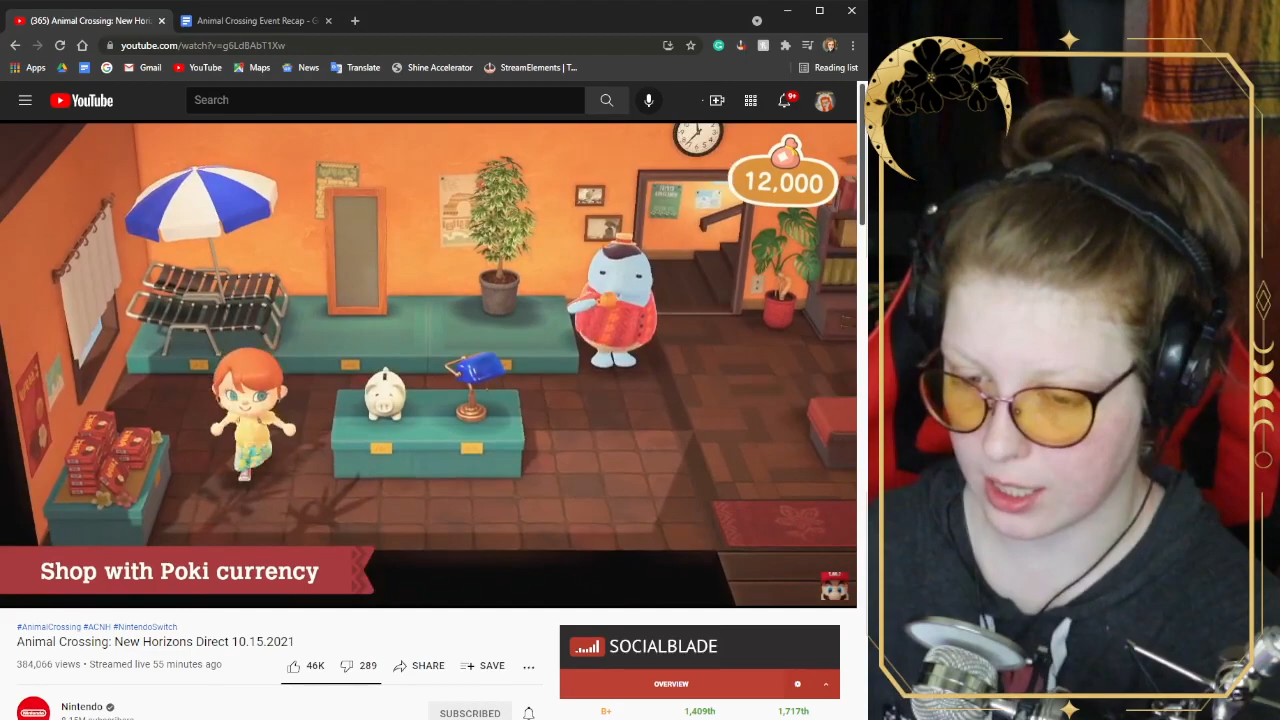 (365) Animal Crossing: New Hori
Animal Crossing Event Recap - G
youtube.com/watch?v=g6LdBAbT1Xw
Apps
Gmail
YouTube
Maps
News
Translate
Shine Accelerator
StreamElements | T...
Reading list
YouTube
Search
9+
12,000
Shop with Poki currency
#AnimalCrossing #ACNH #NintendoSwitch
Animal Crossing: New Horizons Direct 10.15.2021
384,066 views • Streamed live 55 minutes ago
46K
289
SHARE
SAVE
...
Nintendo
SUBSCRIBED
SOCIALBLADE
OVERVIEW
B+
1,409th
1,717th